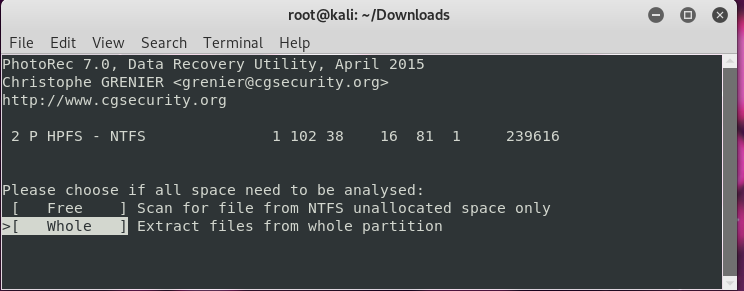 root@kali: ~/Downloads
File Edit View Search Terminal Help
PhotoRec 7.0, Data Recovery Utility, April 2015
Christophe GRENIER <grenier@cgsecurity.org>
http://www.cgsecurity.org
2 P HPFS - NTFS 1 102 38 16 81 1 239616
Please choose if all space need to be analysed:
[ Free ] Scan for file from NTFS unallocated space only
>[ Whole ] Extract files from whole partition